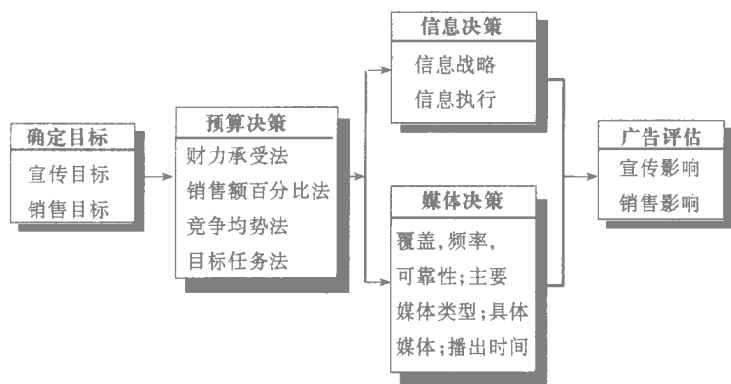 确定目标
宣传目标
销售目标
预算决策
财力承受法
销售额百分比法
竞争均势法
目标任务法
信息决策
信息战略
信息执行
媒体决策
覆盖,频率,
可靠性;主要
媒体类型;具体
媒体;播出时间
广告评估
宣传影响
销售影响